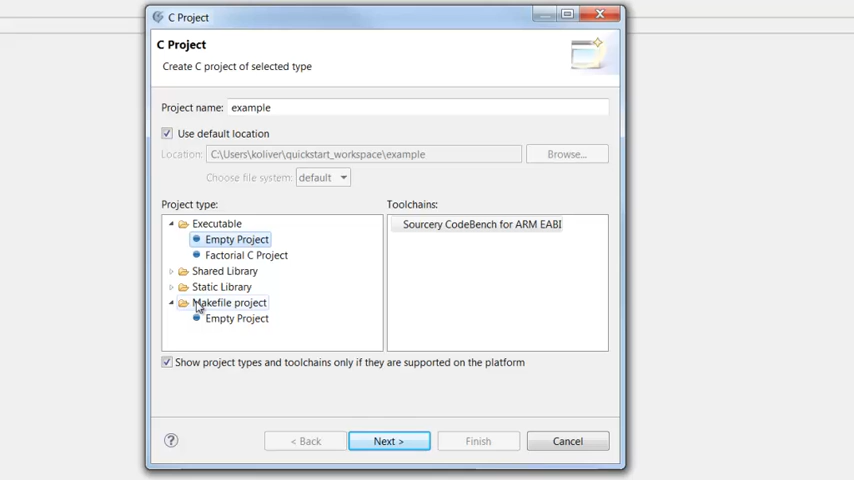 C Project
C Project
Create C project of selected type
Project name: example
Use default location
Location: C:\Users\koliver\quickstart_workspace\example Browse...
Choose file system: default
Project type: Toolchains:
Executable
Sourcery CodeBench for ARM EABI
Empty Project
Factorial C Project
Shared Library
Static Library
Makefile project
Empty Project
Show project types and toolchains only if they are supported on the platform
? < Back Next > Finish Cancel